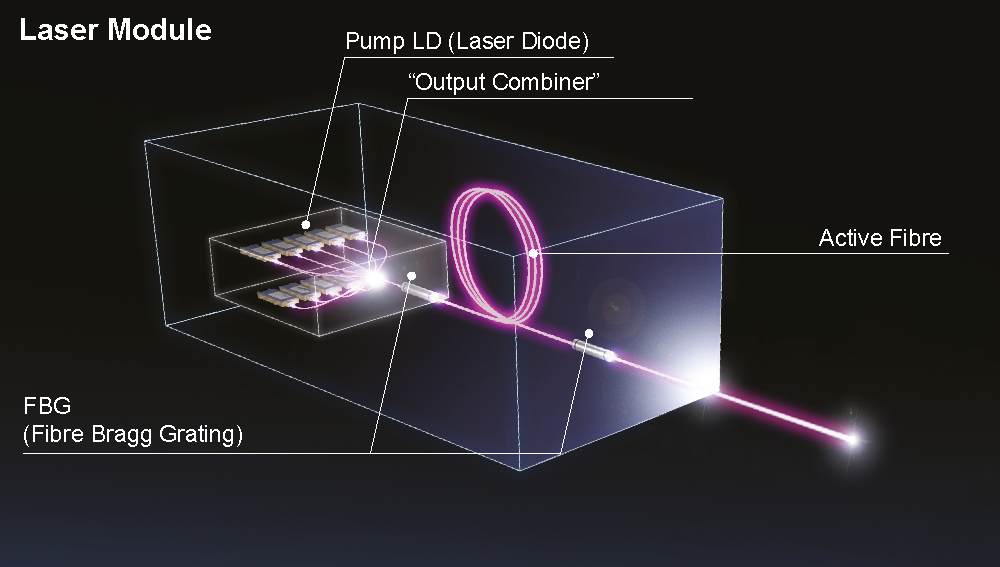 Laser Module
Pump LD (Laser Diode)
“Output Combiner”
Active Fibre
FBG
(Fibre Bragg Grating)